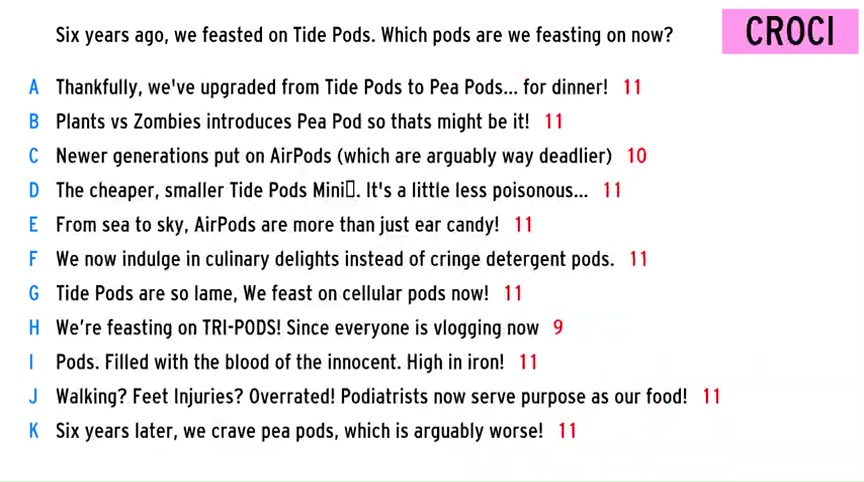 Six years ago, we feasted on Tide Pods. Which pods are we feasting on now?
CROCI
A Thankfully, we've upgraded from Tide Pods to Pea Pods... for dinner! 11
B Plants vs Zombies introduces Pea Pod so thats might be it! 11
C Newer generations put on AirPods (which are arguably way deadlier) 10
D The cheaper, smaller Tide Pods Mini▯. It's a little less poisonous... 11
E From sea to sky, AirPods are more than just ear candy! 11
F We now indulge in culinary delights instead of cringe detergent pods. 11
G Tide Pods are so lame, We feast on cellular pods now! 11
H We're feasting on TRI-PODS! Since everyone is vlogging now 9
I Pods. Filled with the blood of the innocent. High in iron! 11
J Walking? Feet Injuries? Overrated! Podiatrists now serve purpose as our food! 11
K Six years later, we crave pea pods, which is arguably worse! 11